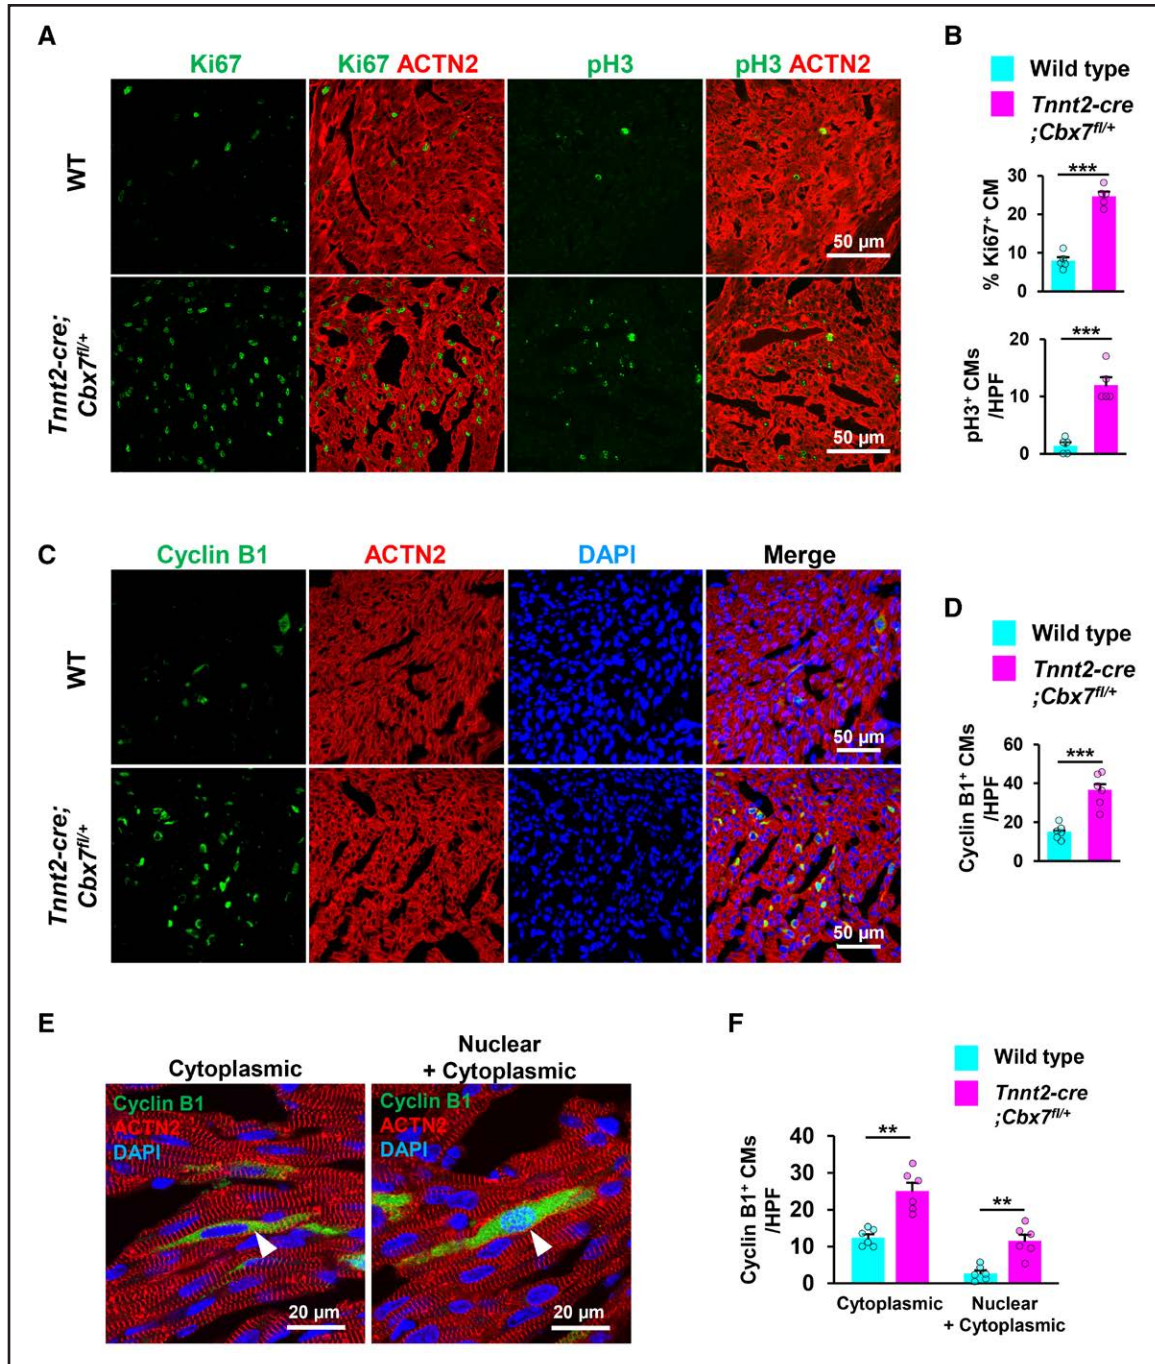 A
Ki67
Ki67 ACTN2
pH3
pH3 ACTN2
WT
50 µm
Tnnt2-cre;
Cbx7fl/+
50 µm
B
Wild type
Tnnt2-cre
;Cbx7fl/+
***
% Ki67+ CM
30
20
10
0
***
pH3+ CMs
/HPF
20
10
0
C
Cyclin B1
ACTN2
DAPI
Merge
WT
50 µm
Tnnt2-cre;
Cbx7fl/+
50 µm
D
Wild type
Tnnt2-cre
;Cbx7fl/+
***
Cyclin B1+ CMs
/HPF
60
40
20
0
E
Cytoplasmic
Cyclin B1
ACTN2
DAPI
20 µm
Nuclear
+ Cytoplasmic
Cyclin B1
ACTN2
DAPI
20 µm
F
Wild type
Tnnt2-cre
;Cbx7fl/+
Cyclin B1+ CMs
/HPF
40
30
20
10
0
**
**
Cytoplasmic
Nuclear
+ Cytoplasmic